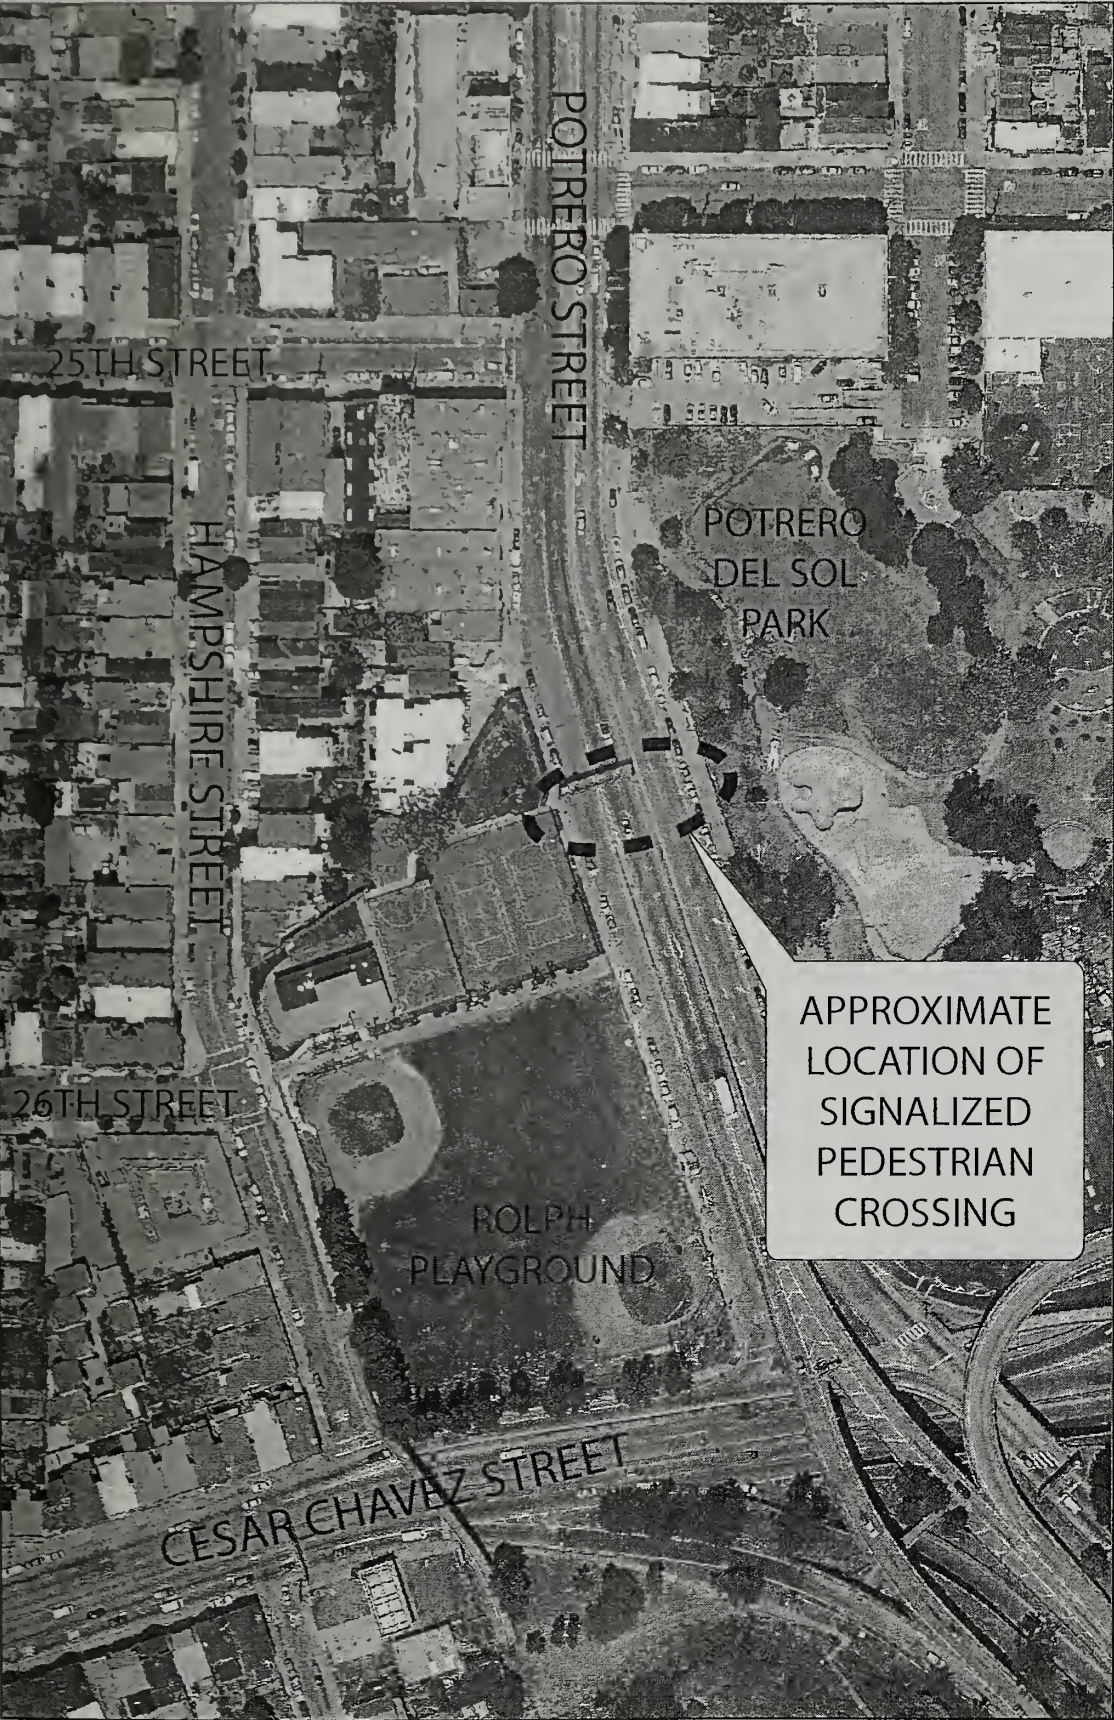 POTRERO STREET
25TH STREET
HAMPSHIRE STREET
POTRERO
DEL SOL
PARK
APPROXIMATE
LOCATION OF
SIGNALIZED
PEDESTRIAN
CROSSING
26TH STREET
ROLPH
PLAYGROUND
CESAR CHAVEZ STREET